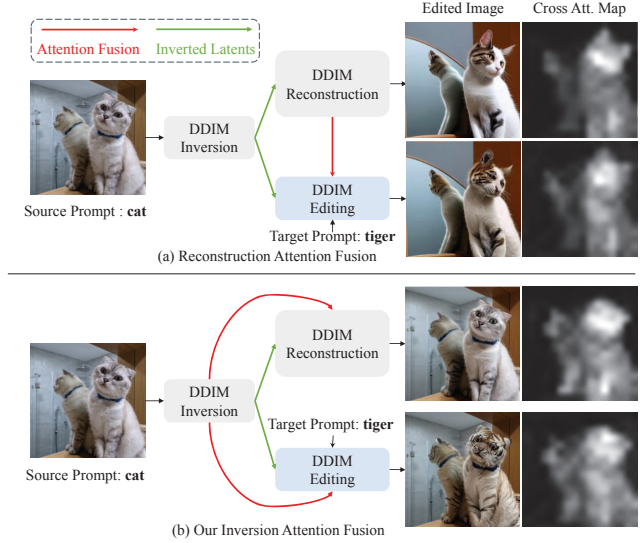 Edited Image Cross Att. Map
Attention Fusion Inverted Latents
DDIM
Reconstruction
DDIM
Inversion
DDIM
Editing
Source Prompt : cat
Target Prompt: tiger
(a) Reconstruction Attention Fusion
DDIM
Reconstruction
DDIM
Inversion
Target Prompt: tiger
DDIM
Editing
Source Prompt: cat
(b) Our Inversion Attention Fusion